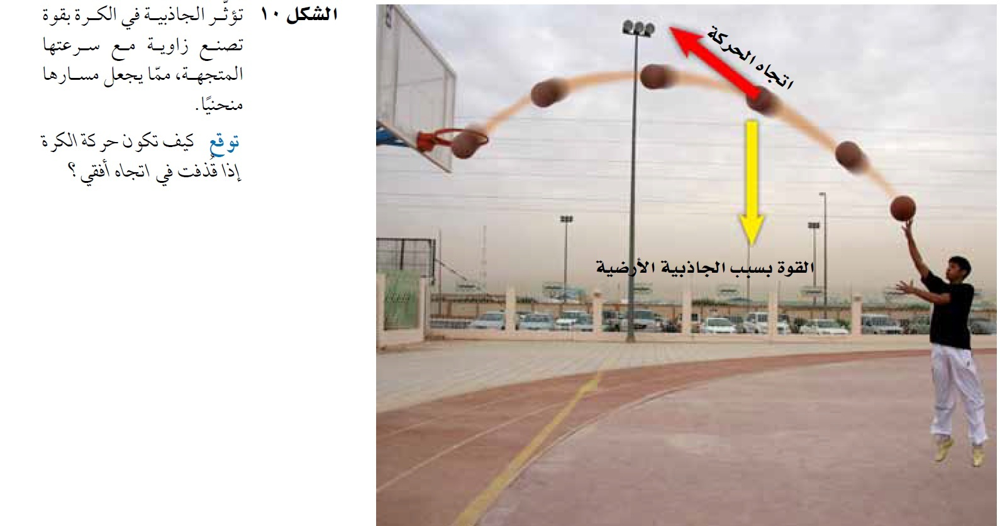 الشكل ١٠ تؤثّر الجاذبية في الكرة بقوة
تصنع زاوية مع سرعتها
المتجهة، ممّا يجعل مسارها
منحنيًا.
توقع كيف تكون حركة الكرة
إذا قُذفت في اتجاه أفقي؟
اتجاه الحركة
القوة بسبب الجاذبية الأرضية